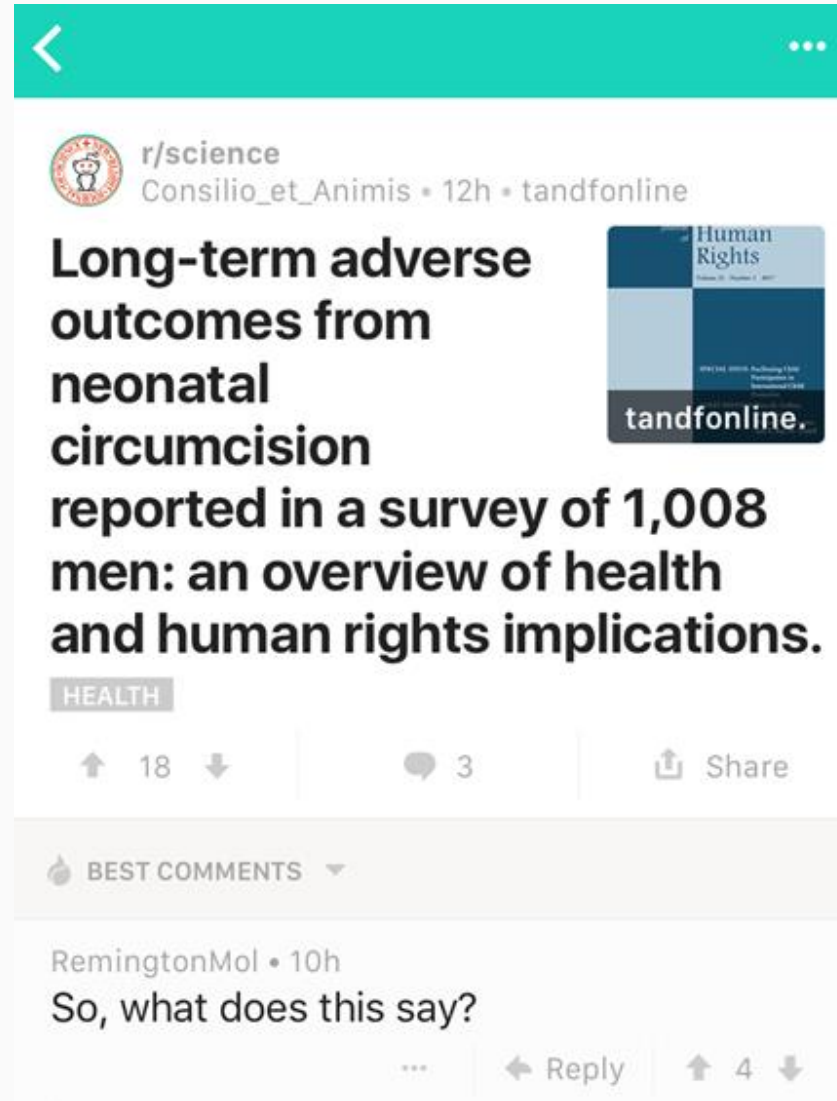 r/science
Consilio_et_Animis • 12h • tandfonline
Long-term adverse
outcomes from
neonatal
circumcision
reported in a survey of 1,008
men: an overview of health
and human rights implications.
Human
Rights
tandfonline.
HEALTH
18
3
Share
BEST COMMENTS
RemingtonMol • 10h
So, what does this say?
Reply
4